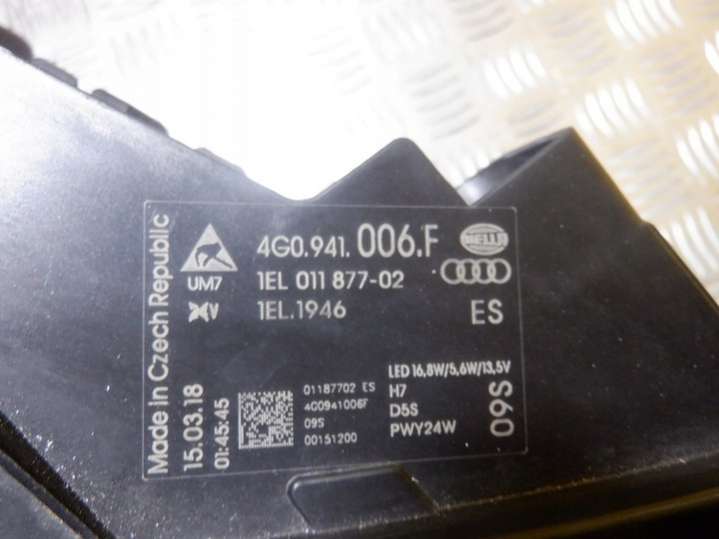 Made in Czech Republic
15.03.18
01:45:45
UM7
V
4G0.941.006.F
HELLA
1EL 011 877-02
1EL.1946
ES
01187702 ES
4G0941006F
09S
00151200
LED 16,8W/5,6W/13,5V
H7
D5S
PWY24W
09S